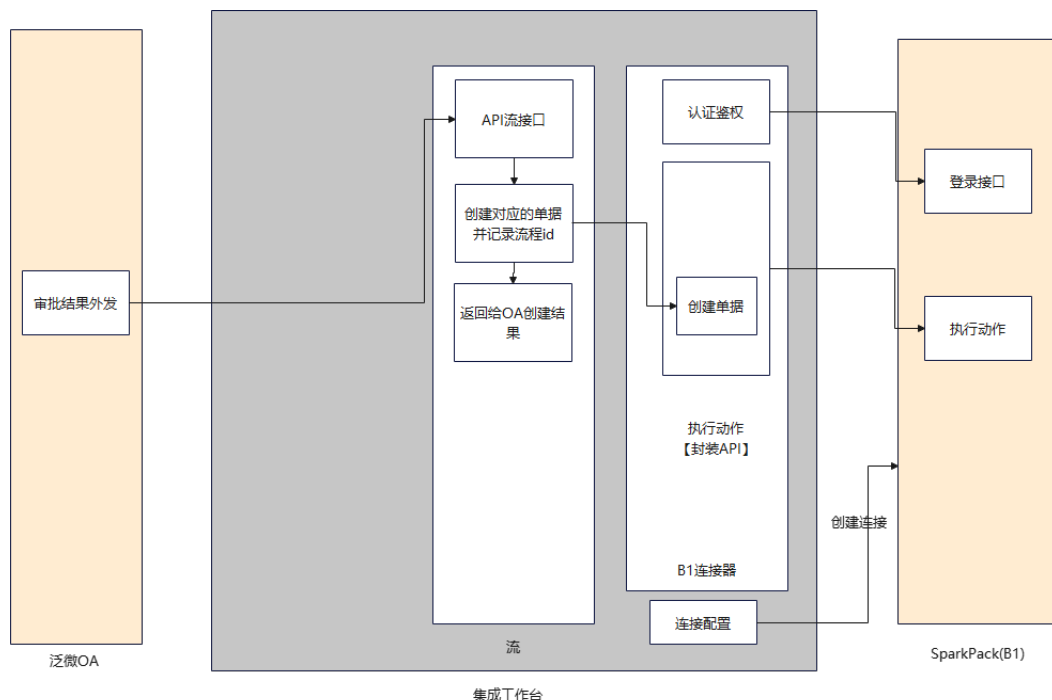 API流接口
认证鉴权
登录接口
创建对应的单据
并记录流程id
审批结果外发
返回给OA创建结
果
创建单据
执行动作
执行动作
【封装API】
创建连接
B1连接器
连接配置
流
泛微OA
SparkPack(B1)
集成工作台